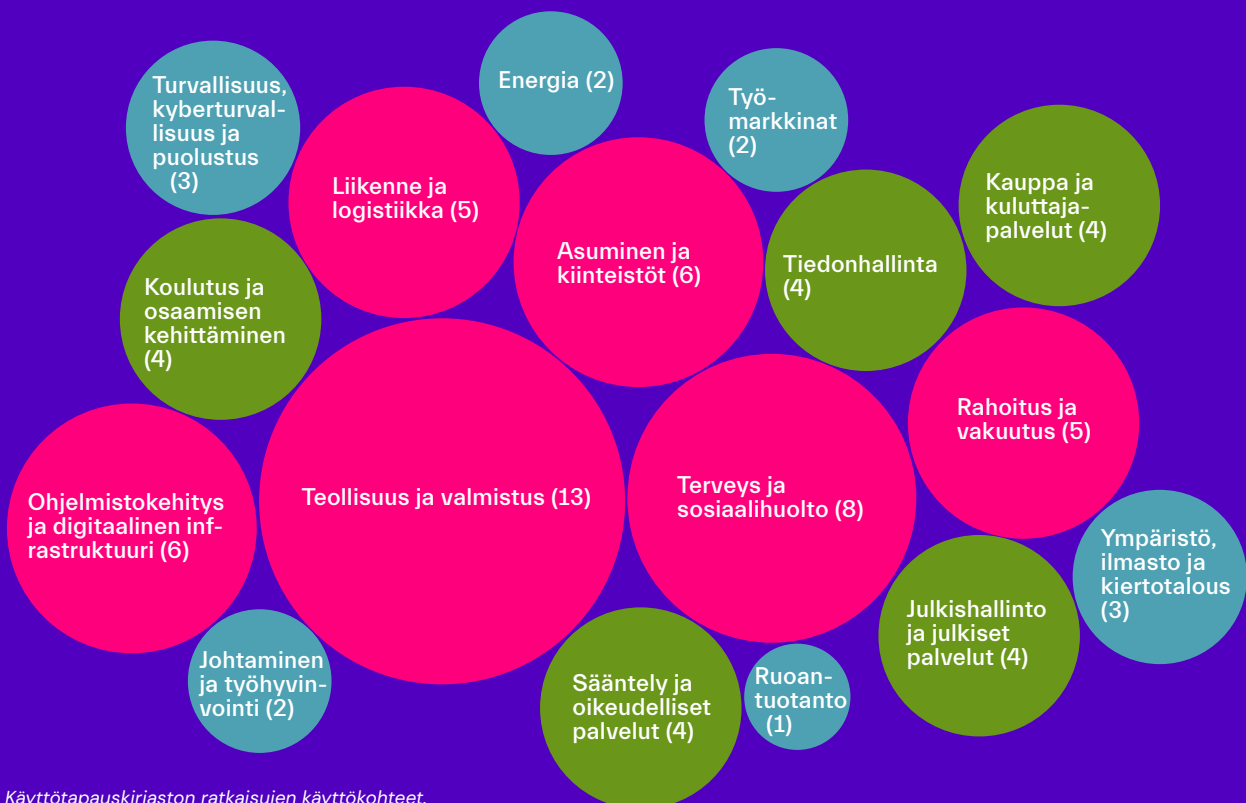 Turvallisuus,
kyberturval-
lisuus ja
puolustus
(3)
Energia (2)
Työ-
markkinat
(2)
Liikenne ja
logistiikka (5)
Kauppa ja
kuluttaja-
palvelut (4)
Asuminen ja
kiinteistöt (6)
Tiedonhallinta
(4)
Koulutus ja
osaamisen
kehittäminen
(4)
Rahoitus ja
vakuutus (5)
Ohjelmistokehitys
ja digitaalinen inf-
rastruktuuri (6)
Teollisuus ja valmistus (13)
Terveys ja
sosiaalihuolto (8)
Ympäristö,
ilmasto ja
kiertotalous
(3)
Julkishallinto
ja julkiset
palvelut (4)
Johtaminen
ja työhyvin-
vointi (2)
Sääntely ja
oikeudelliset
palvelut (4)
Ruoan-
tuotanto
(1)
Käyttötapauskirjaston ratkaisujen käyttökohteet.